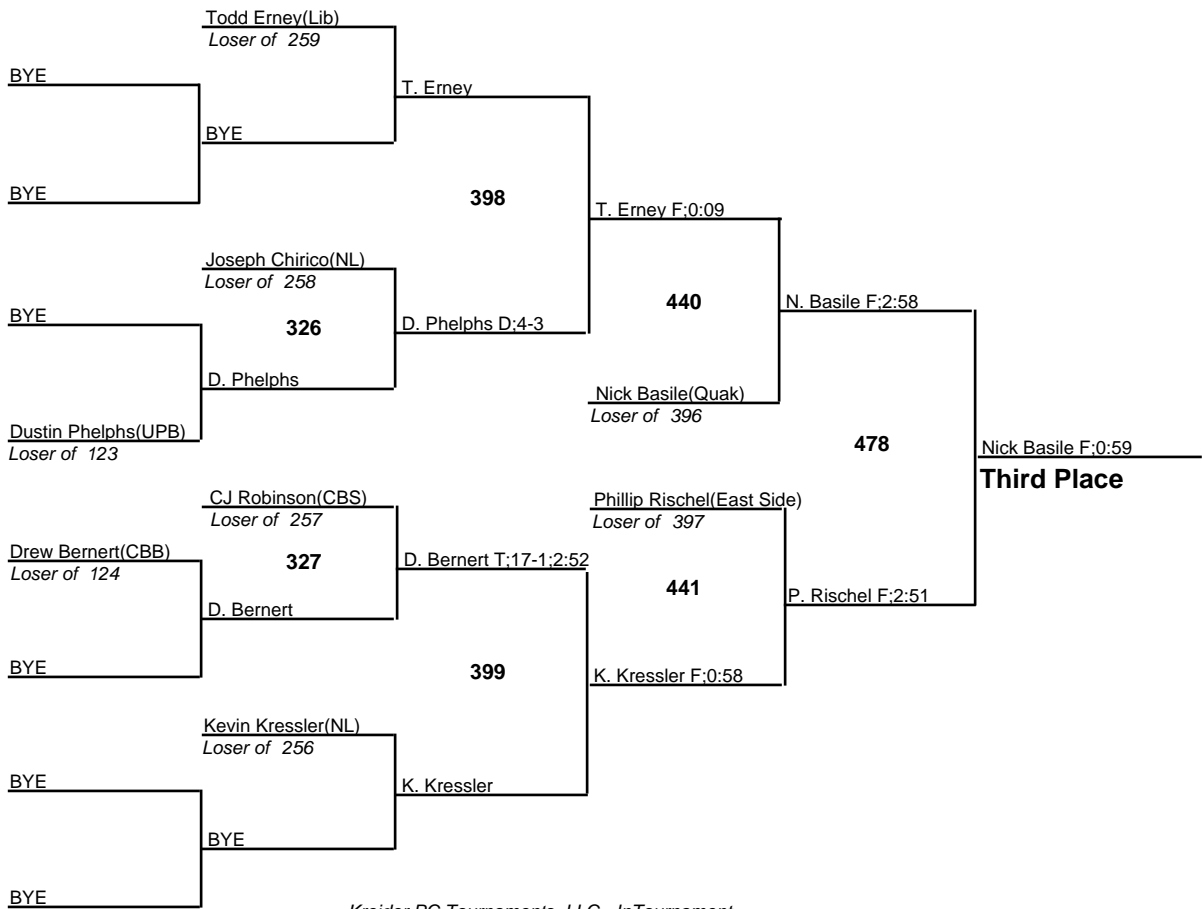 Todd Erney(Lib)
Loser of 259
BYE
T. Erney
BYE
BYE
398
T. Erney F;0:09
Joseph Chirico(NL)
Loser of 258
440
N. Basile F;2:58
BYE
326
D. Phelphs D;4-3
D. Phelphs
Nick Basile(Quak)
Loser of 396
Dustin Phelphs(UPB)
Loser of 123
478
Nick Basile F;0:59
Third Place
CJ Robinson(CBS)
Loser of 257
Phillip Rischel(East Side)
Loser of 397
Drew Bernert(CBB)
Loser of 124
327
D. Bernert T;17-1;2:52
441
P. Rischel F;2:51
D. Bernert
BYE
399
K. Kressler F;0:58
Kevin Kressler(NL)
Loser of 256
BYE
K. Kressler
BYE
BYE